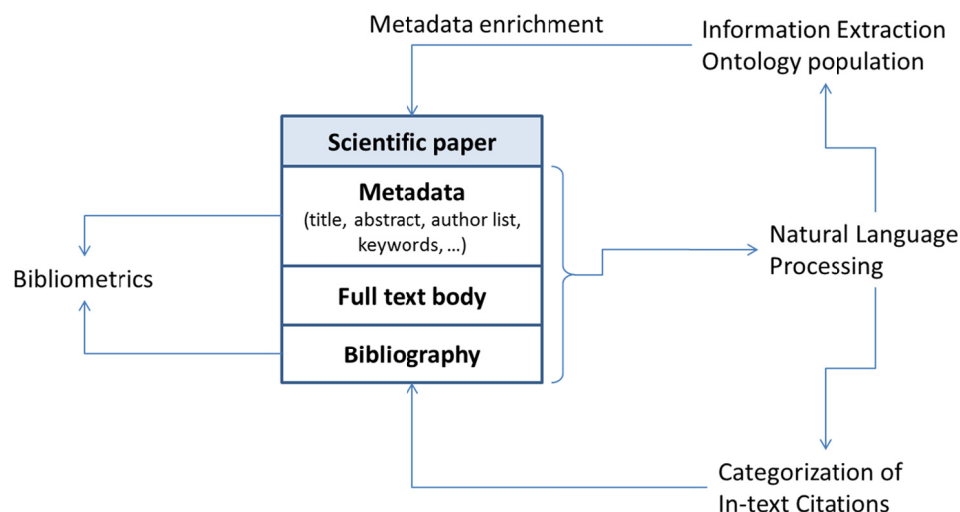 Metadata enrichment
Information Extraction
Ontology population
Scientific paper
Metadata
(title, abstract, author list,
keywords, ...)
Full text body
Bibliography
Bibliometrics
Natural Language
Processing
Categorization of
In-text Citations